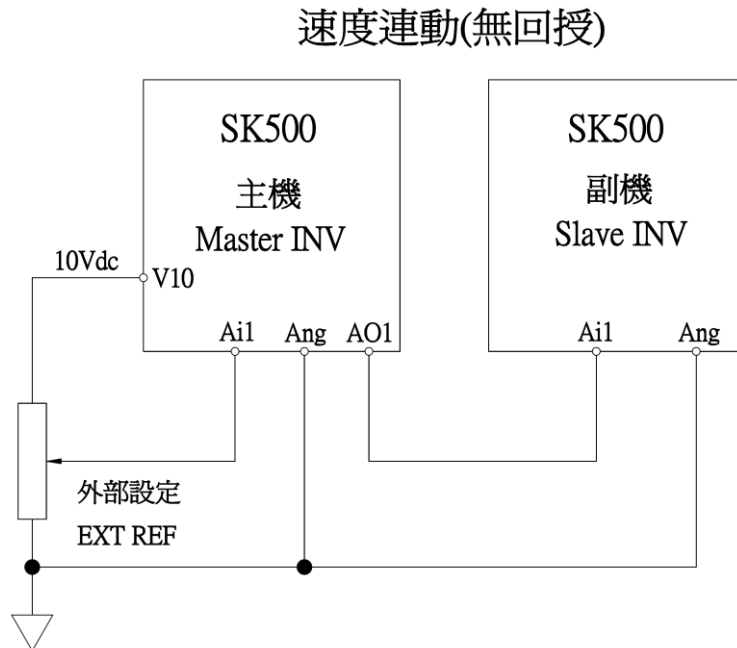 速度連動(無回授)
SK500
主機
Master INV
10Vdc
V10
Ai1
Ang
AO1
SK500
副機
Slave INV
Ai1
Ang
外部設定
EXT REF